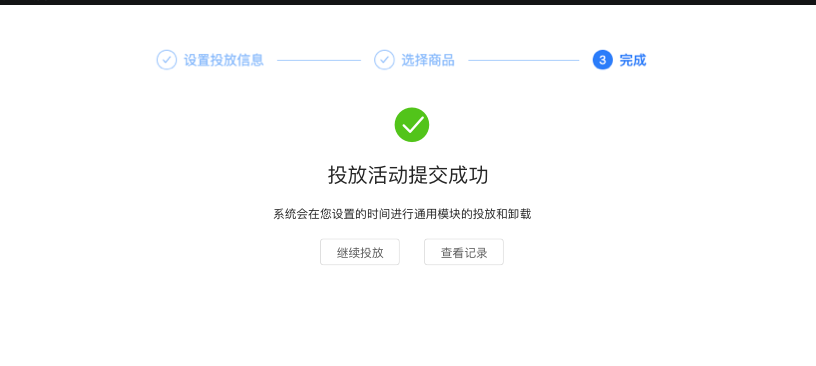 设置投放信息 选择商品 3 完成
投放活动提交成功
系统会在您设置的时间进行通用模块的投放和卸载
继续投放 查看记录